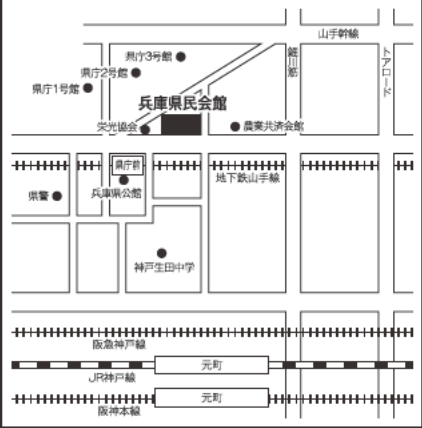 山手幹線
県庁3号館
鯉川筋
トアロード
県庁2号館
県庁1号館
兵庫県民会館
栄光協会
農業共済会館
県庁前
地下鉄山手線
兵庫県公館
県警
神戸生田中学
阪急神戸線
元町
JR神戸線
元町
阪神本線